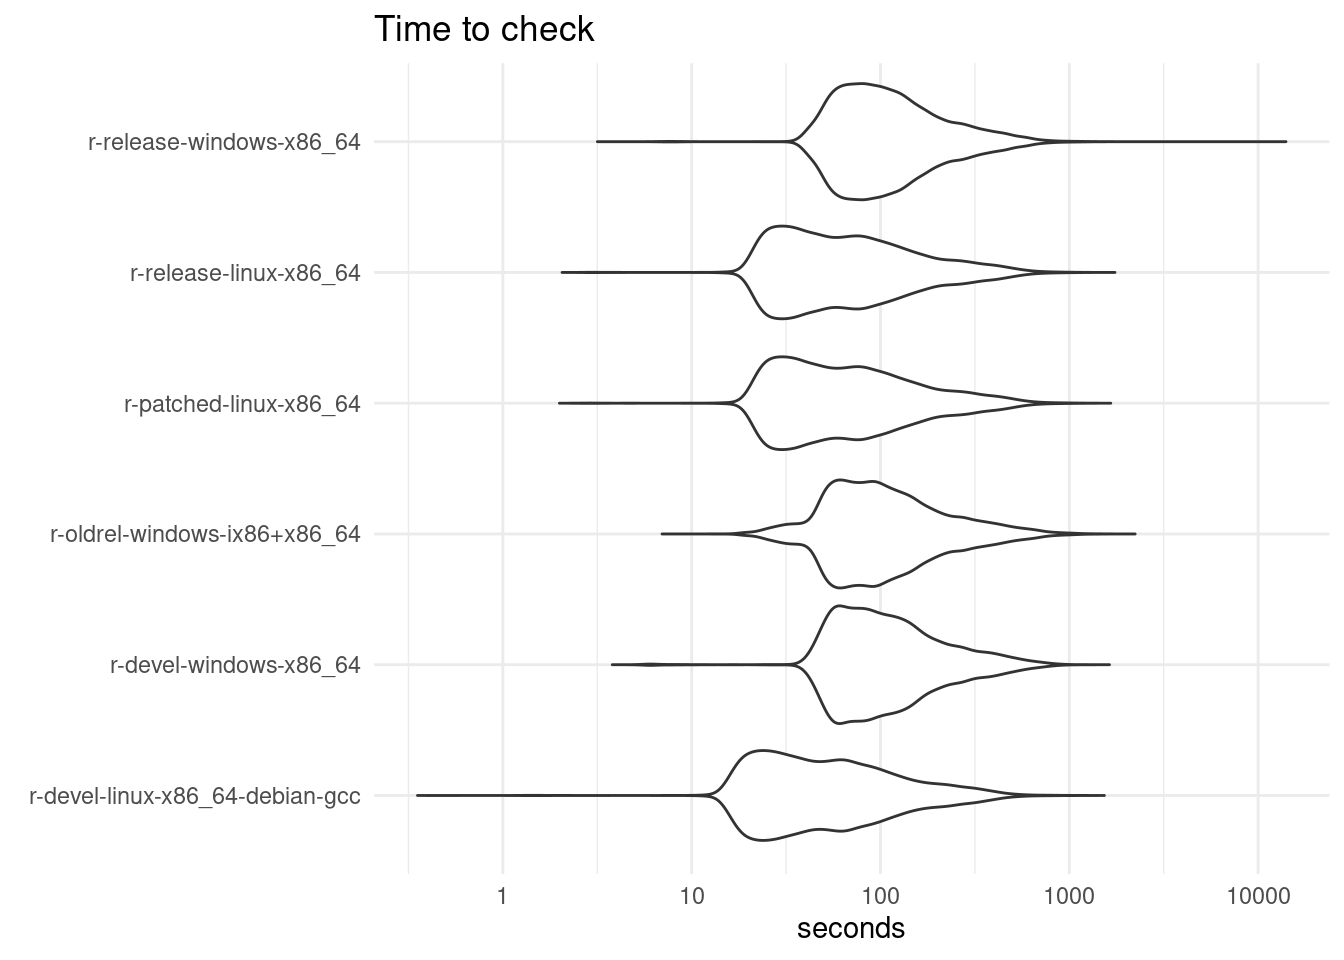 Time to check
r-release-windows-x86_64
r-release-linux-x86_64
r-patched-linux-x86_64
r-oldrel-windows-ix86+x86_64
r-devel-windows-x86_64
r-devel-linux-x86_64-debian-gcc
1 10 100 1000 10000
seconds